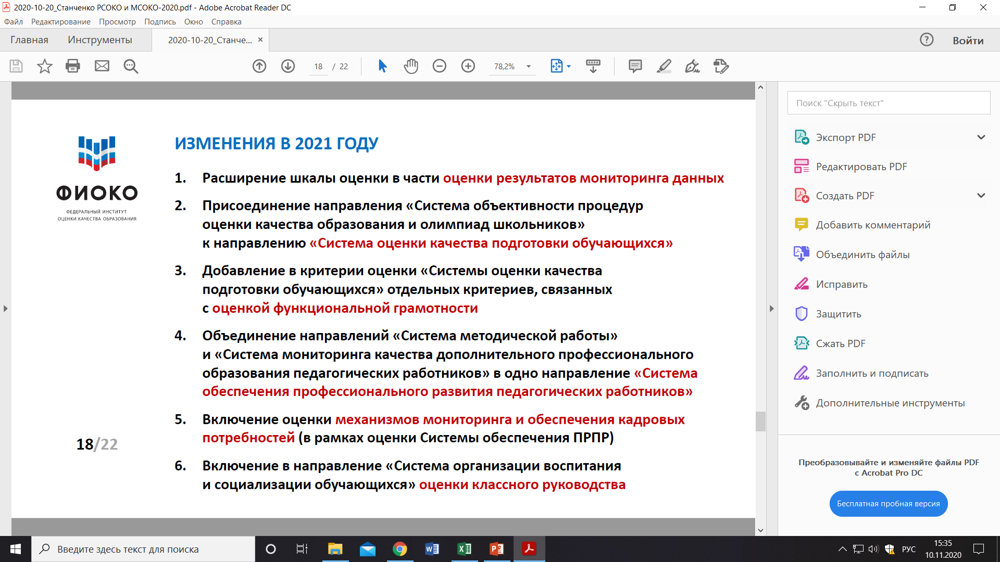 2020-10-20_Станченко РСОКО и МСОКО-2020.pdf - Adobe Acrobat Reader DC
Файл Редактирование Просмотр Подпись Окно Справка
Главная Инструменты 2020-10-20_Станче... × Войти
18 / 22 78,2%
Поиск "Скрыть текст"
Экспорт PDF
Редактировать PDF
Создать PDF
Добавить комментарий
Объединить файлы
Исправить
Защитить
Сжать PDF
Заполнить и подписать
Дополнительные инструменты
Преобразовывайте и изменяйте файлы PDF
с Acrobat Pro DC
Бесплатная пробная версия
ФИОКО
ФЕДЕРАЛЬНЫЙ ИНСТИТУТ
ОЦЕНКИ КАЧЕСТВА ОБРАЗОВАНИЯ
ИЗМЕНЕНИЯ В 2021 ГОДУ
1. Расширение шкалы оценки в части оценки результатов мониторинга данных
2. Присоединение направления «Система объективности процедур
оценки качества образования и олимпиад школьников»
к направлению «Система оценки качества подготовки обучающихся»
3. Добавление в критерии оценки «Системы оценки качества
подготовки обучающихся» отдельных критериев, связанных
с оценкой функциональной грамотности
4. Объединение направлений «Система методической работы»
и «Система мониторинга качества дополнительного профессионального
образования педагогических работников» в одно направление «Система
обеспечения профессионального развития педагогических работников»
5. Включение оценки механизмов мониторинга и обеспечения кадровых
потребностей (в рамках оценки Системы обеспечения ПРПР)
6. Включение в направление «Система организации воспитания
и социализации обучающихся» оценки классного руководства
18/22
Введите здесь текст для поиска
РУС
15:35
10.11.2020